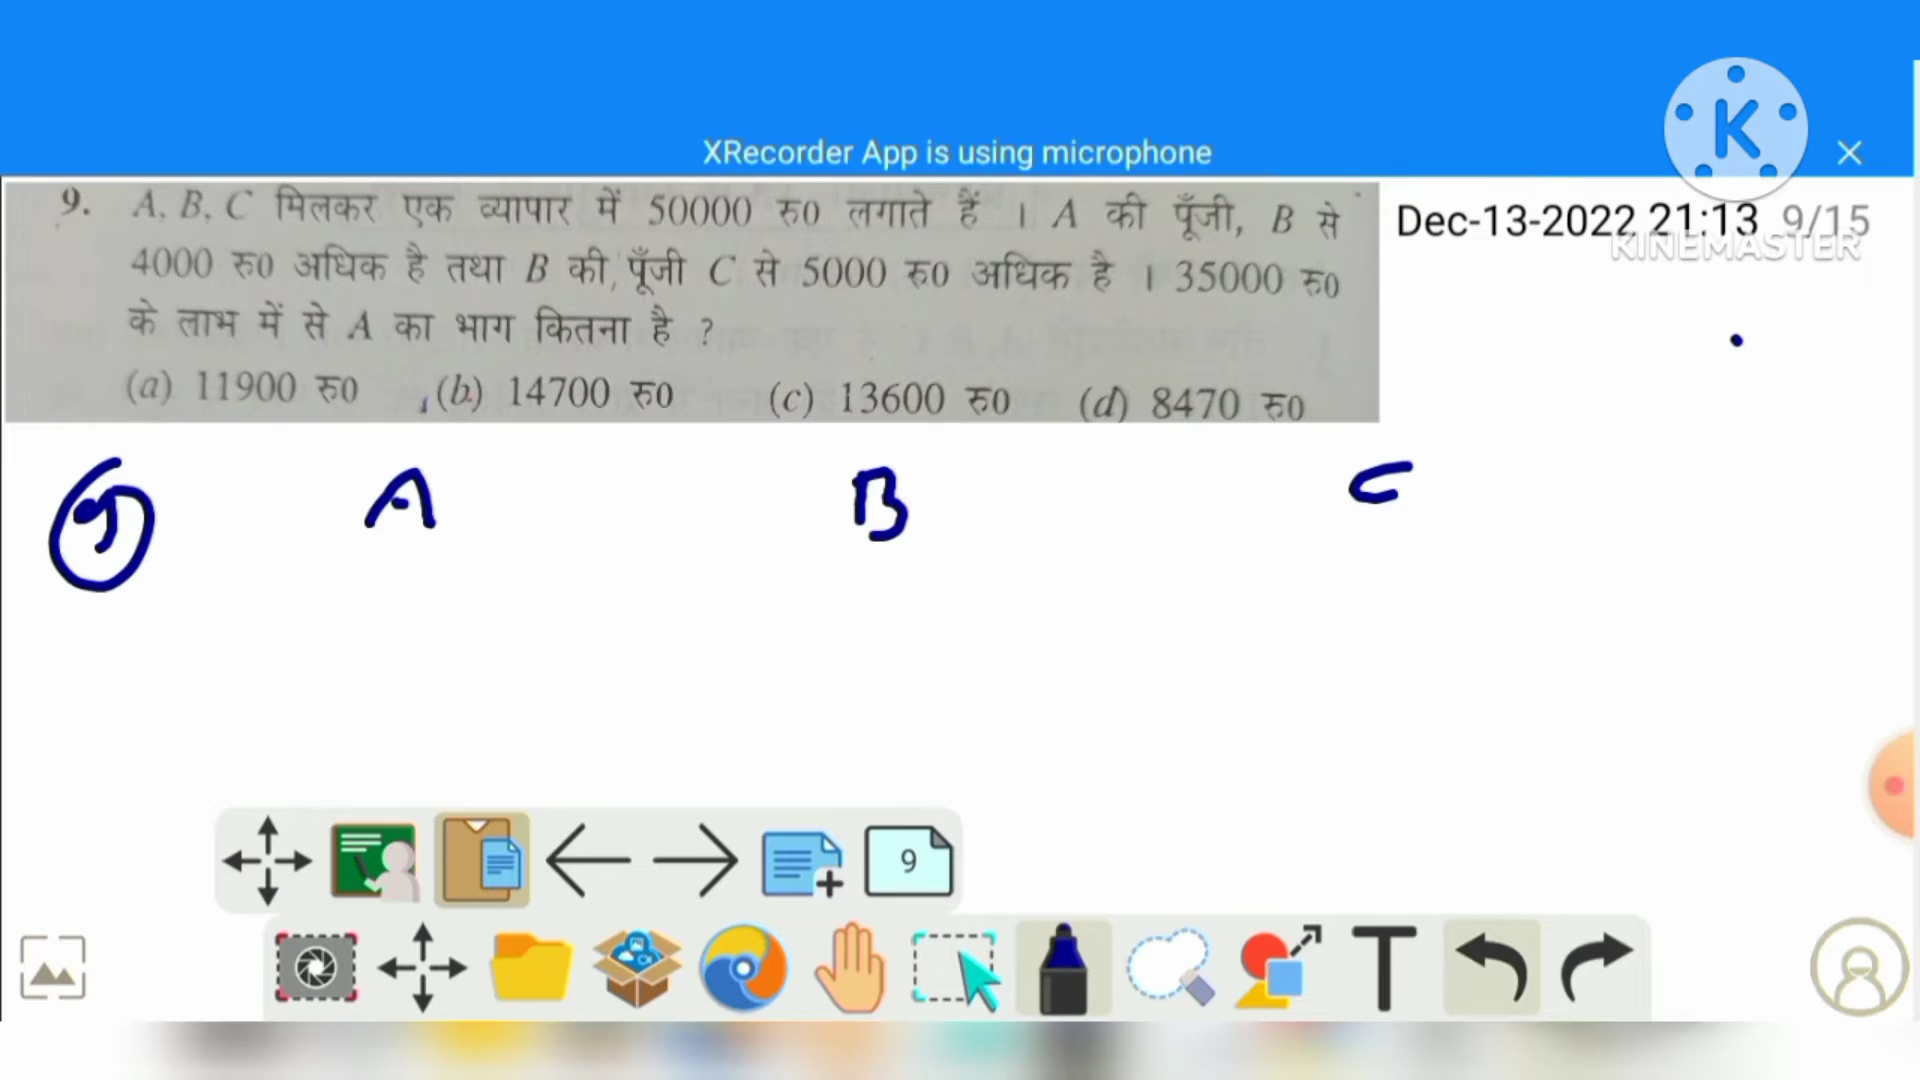 XRecorder App is using microphone
K
KINEMASTER
Dec-13-2022 21:13 9/15
9. A, B, C मिलकर एक व्यापार में 50000 रु0 लगाते हैं । A की पूँजी, B से
4000 रु0 अधिक है तथा B की पूँजी C से 5000 रु0 अधिक है । 35000 रु0
के लाभ में से A का भाग कितना है ?
(a) 11900 रु0 (b) 14700 रु0 (c) 13600 रु0 (d) 8470 रु0
9 A B C
9
T